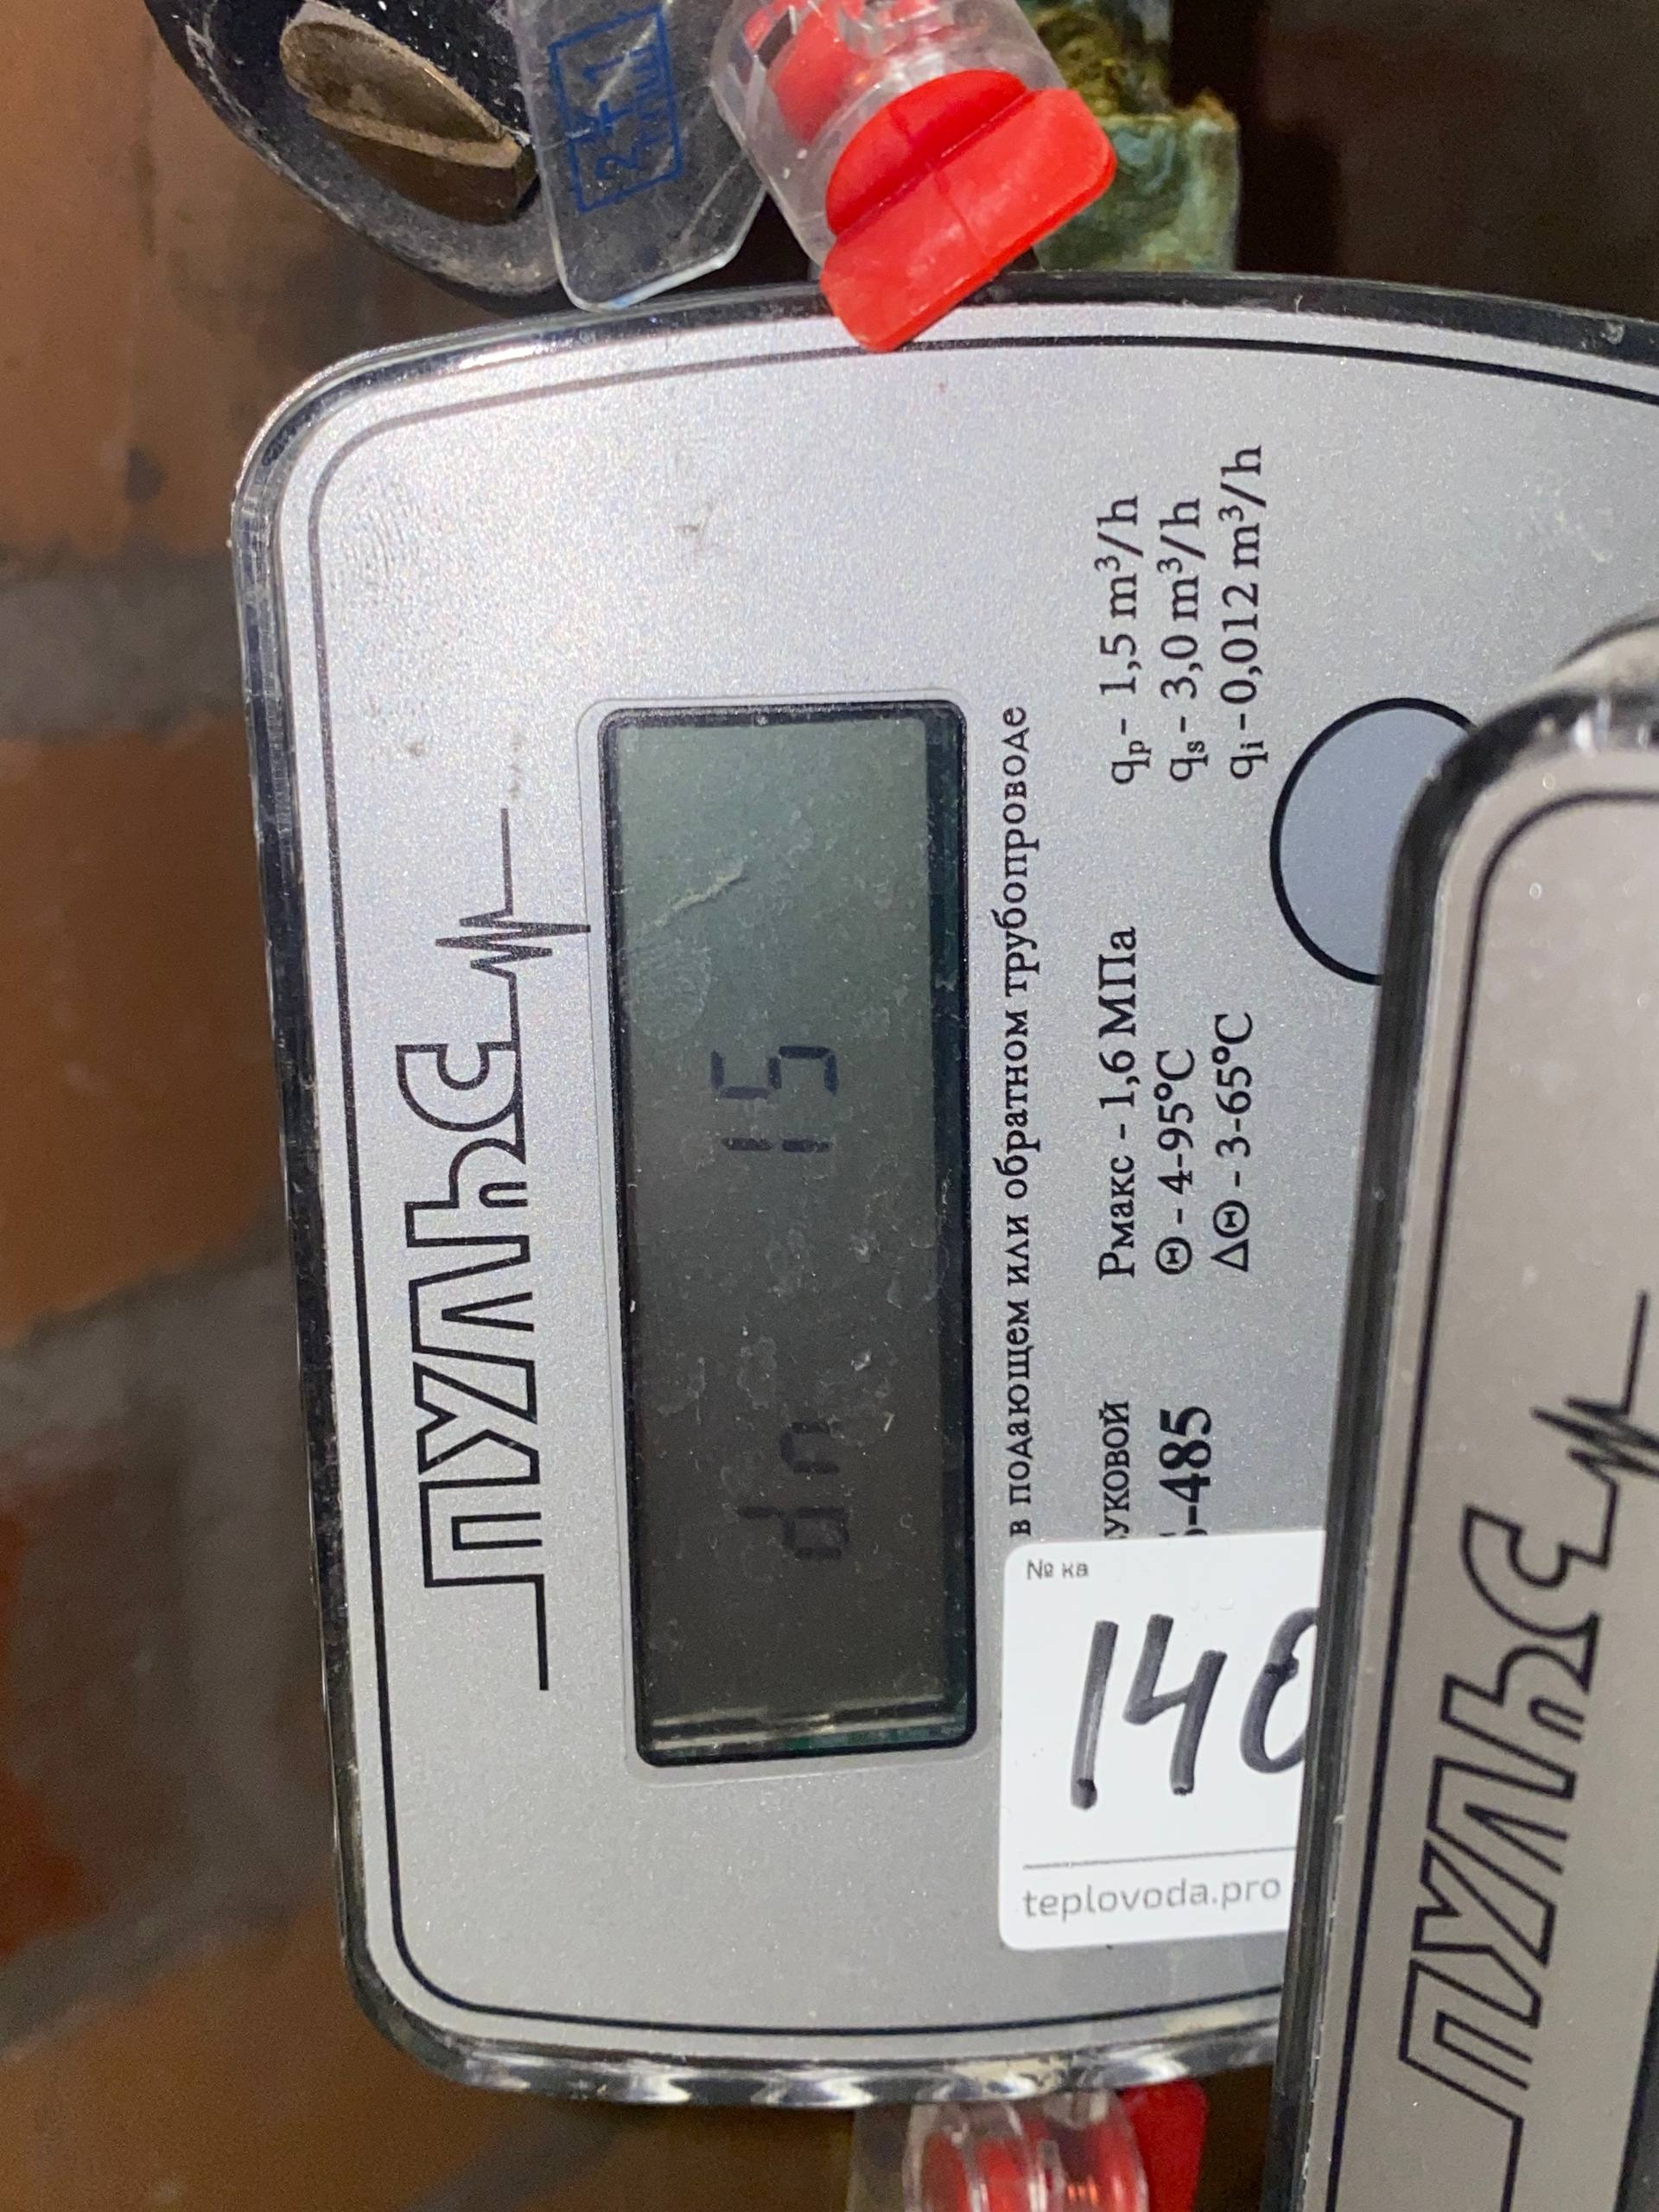 ПУЛЬС
dn 15
в подающем или обратном трубопроводе
уковой
-485
Рмакс - 1,6 МПа
Θ - 4-95°C
ΔΘ - 3-65°C
qp - 1,5 m³/h
qs - 3,0 m³/h
qi - 0,012 m³/h
№ кв
140
teplovoda.pro
ПУЛЬС